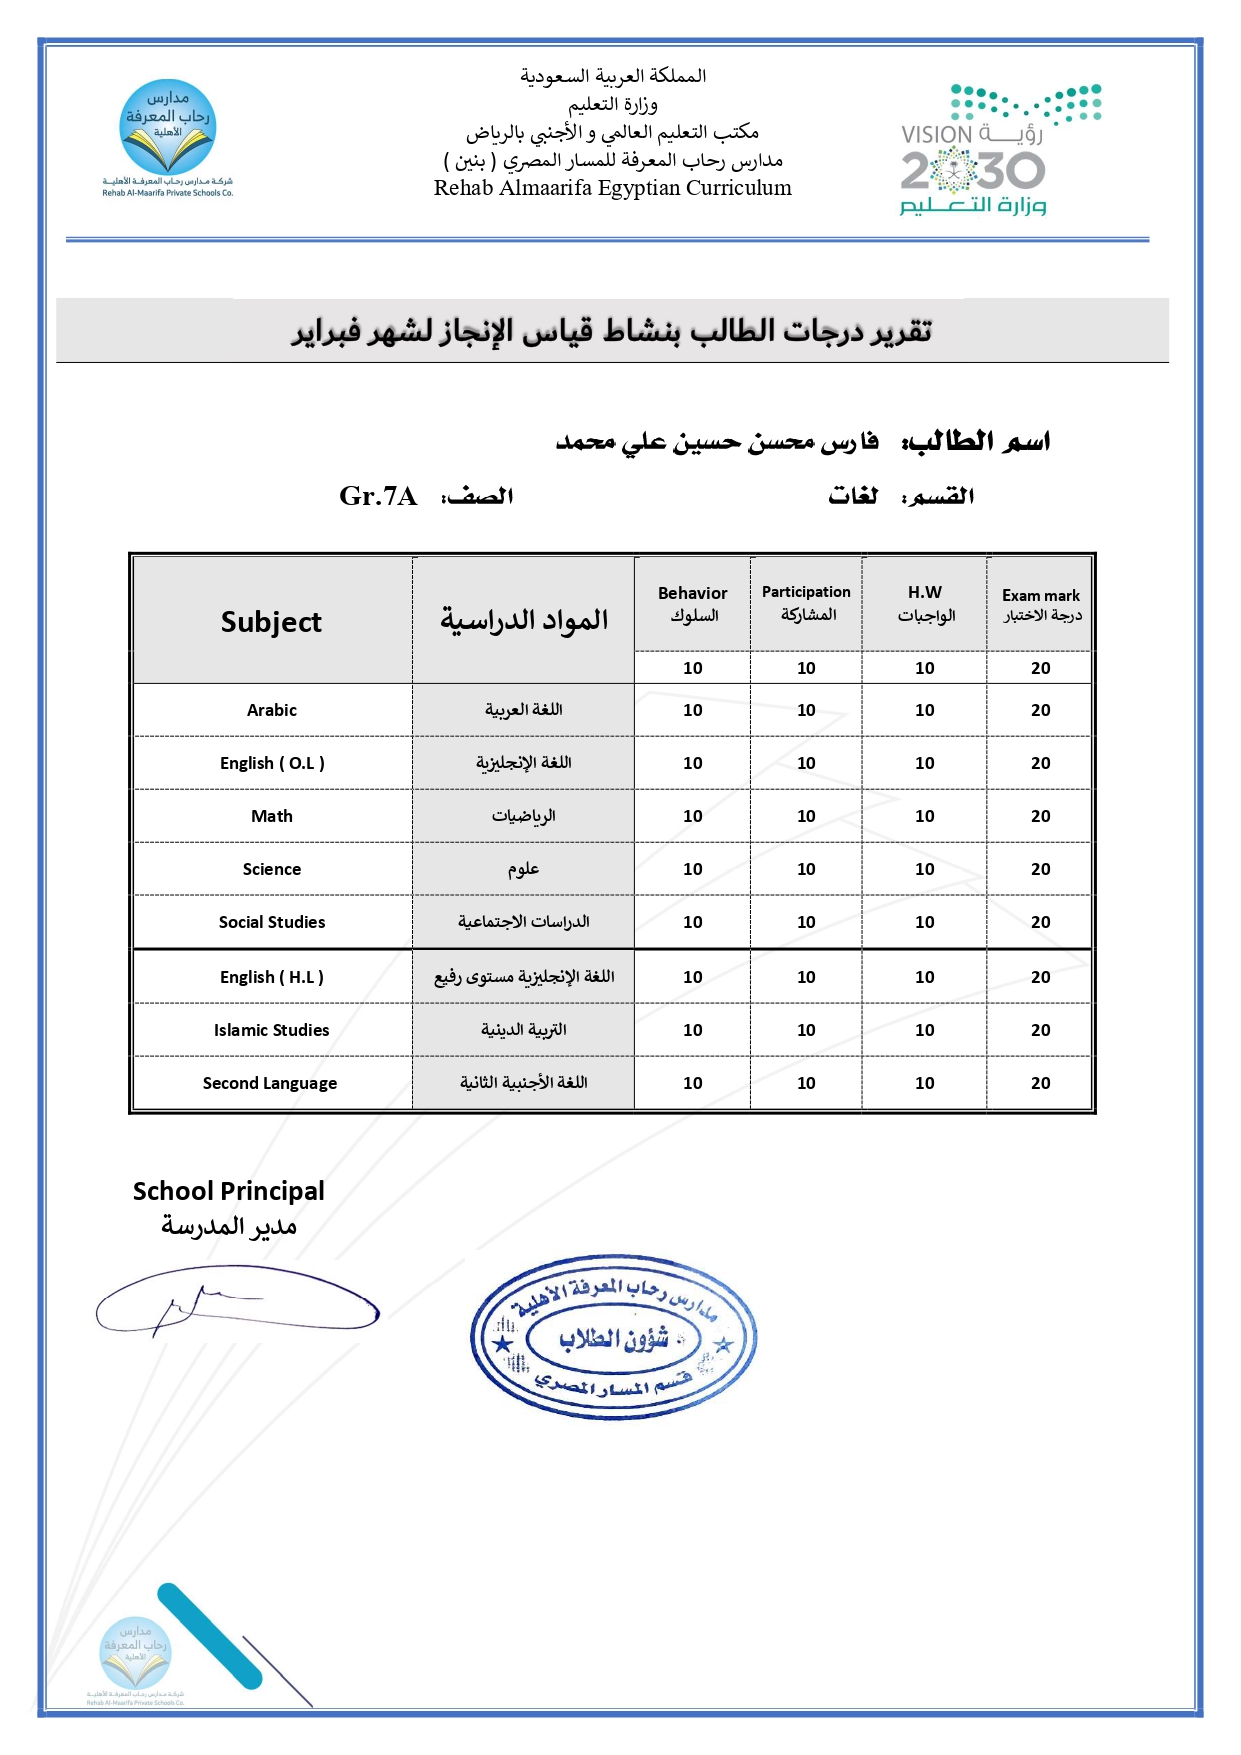 مدارس
رحاب المعرفة
الأهلية
شركة مدارس رحاب المعرفة الأهلية
Rehab Al-Maarifa Private Schools Co.
المملكة العربية السعودية
وزارة التعليم
مكتب التعليم العالمي و الأجنبي بالرياض
مدارس رحاب المعرفة للمسار المصري ( بنين )
Rehab Almaarifa Egyptian Curriculum
VISION رؤية
2030
وزارة التعليم
تقرير درجات الطالب بنشاط قياس الإنجاز لشهر فبراير
اسم الطالب: فارس محسن حسين علي محمد
القسم: لغات الصف: Gr.7A
Subject المواد الدراسية Behavior السلوك Participation المشاركة H.W الواجبات Exam mark درجة الاختبار
10 10 10 20
Arabic اللغة العربية 10 10 10 20
English ( O.L ) اللغة الإنجليزية 10 10 10 20
Math الرياضيات 10 10 10 20
Science علوم 10 10 10 20
Social Studies الدراسات الاجتماعية 10 10 10 20
English ( H.L ) اللغة الإنجليزية مستوى رفيع 10 10 10 20
Islamic Studies التربية الدينية 10 10 10 20
Second Language اللغة الأجنبية الثانية 10 10 10 20
School Principal
مدير المدرسة
مدارس رحاب المعرفة الأهلية
شؤون الطلاب
قسم المسار المصري
مدارس
رحاب المعرفة
الأهلية
شركة مدارس رحاب المعرفة الأهلية
Rehab Al-Maarifa Private Schools Co.